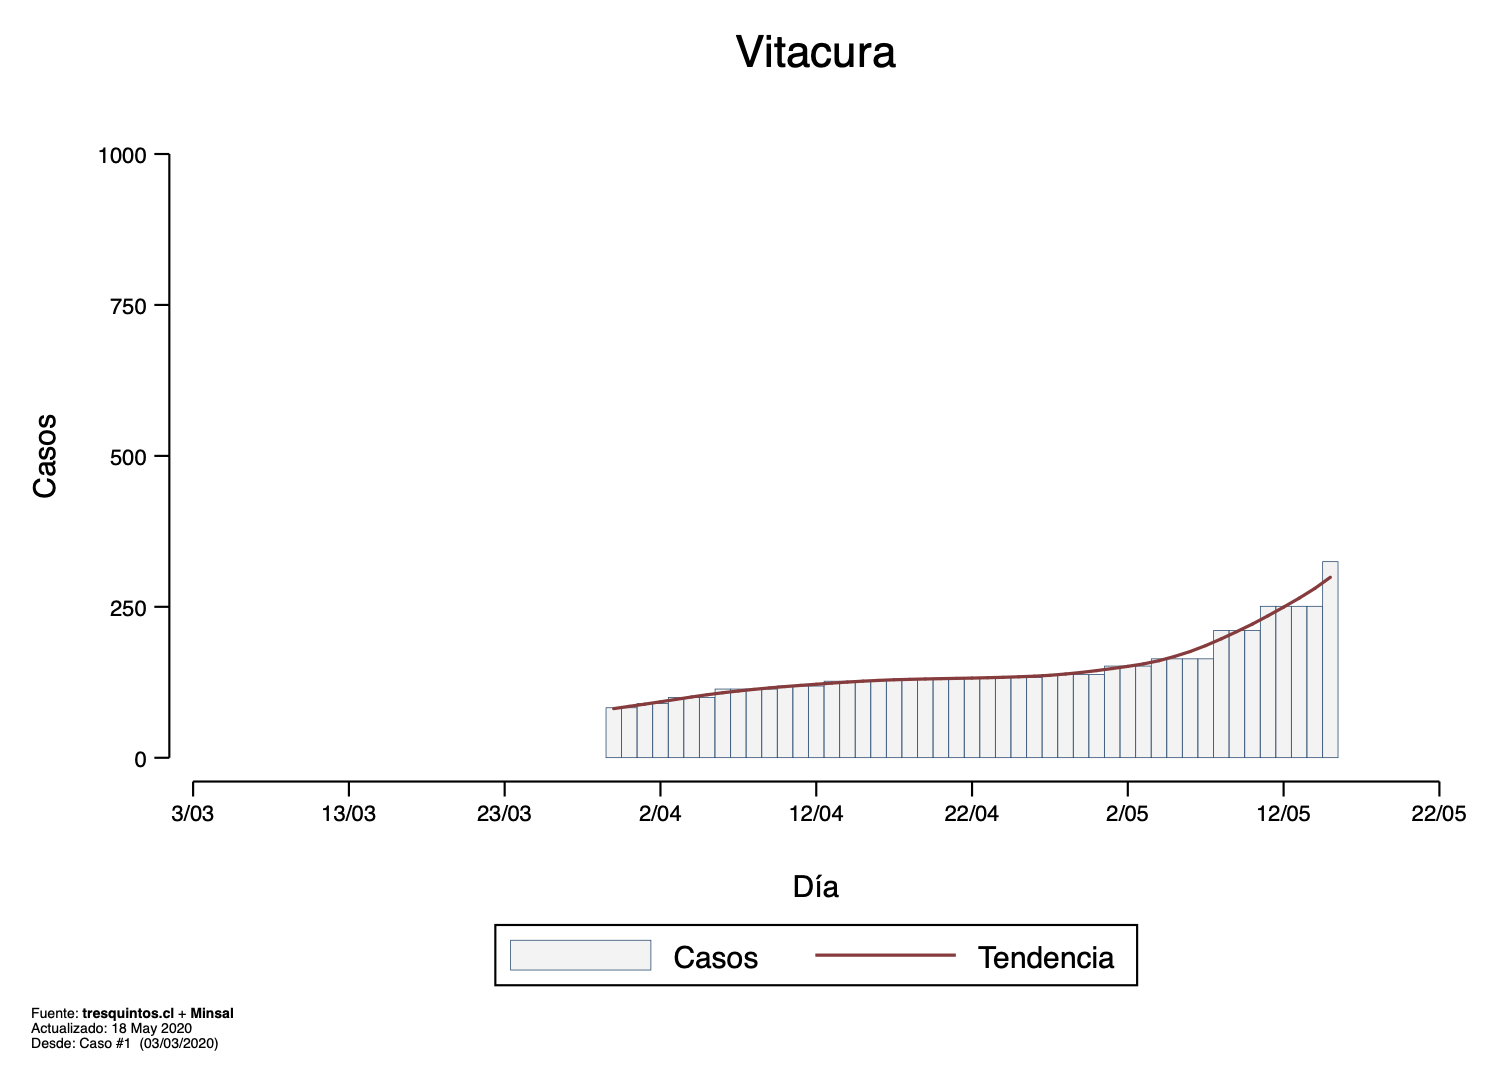 Vitacura
1000
750
500
250
0
Casos
3/03 13/03 23/03 2/04 12/04 22/04 2/05 12/05 22/05
Día
Casos Tendencia
Fuente: tresquintos.cl + Minsal
Actualizado: 18 May 2020
Desde: Caso #1 (03/03/2020)